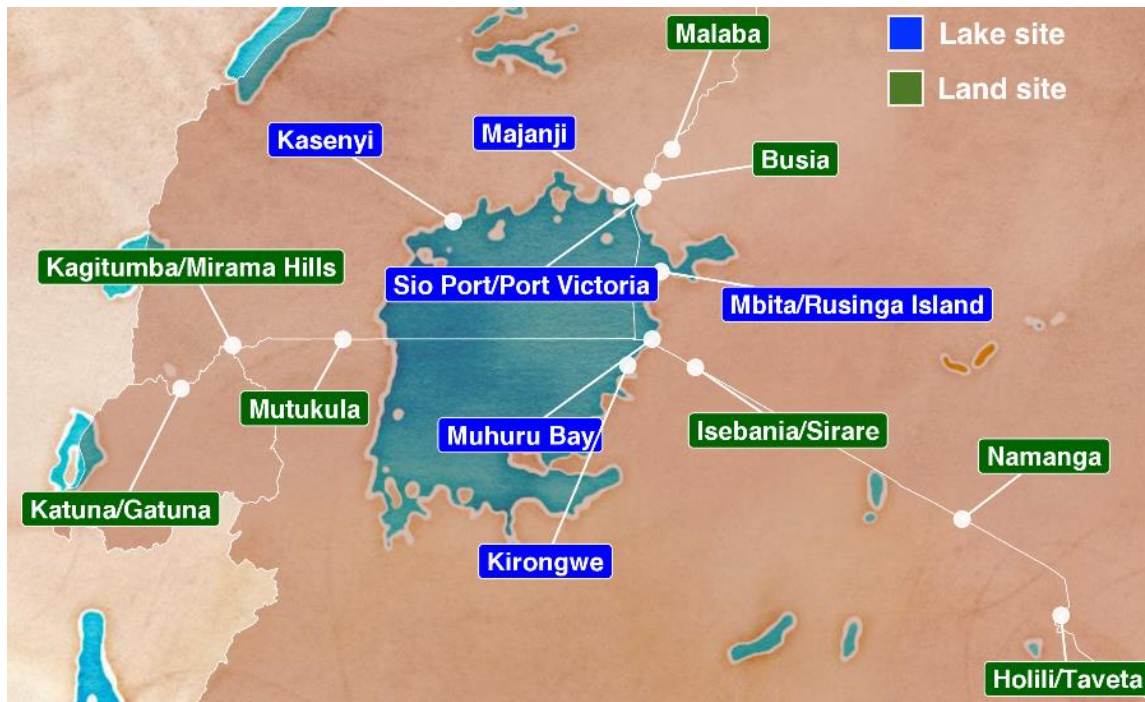 Malaba
Lake site
Land site
Kasenyi
Majanji
Busia
Kagitumba/Mirama Hills
Sio Port/Port Victoria
Mbita/Rusinga Island
Mutukula
Muhuru Bay
Isebania/Sirare
Namanga
Katuna/Gatuna
Kirongwe
Holili/Taveta